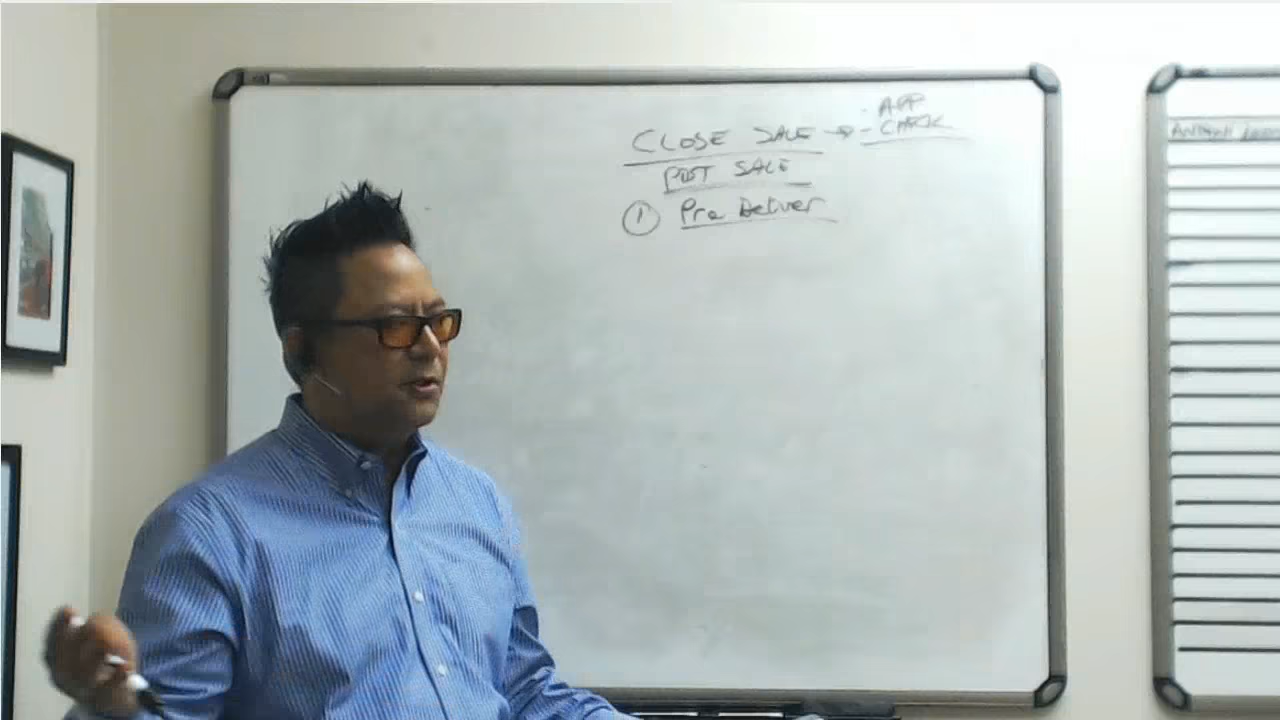 - APP
CLOSE SALE → - CHECK
POST SALE
① Pre Deliver